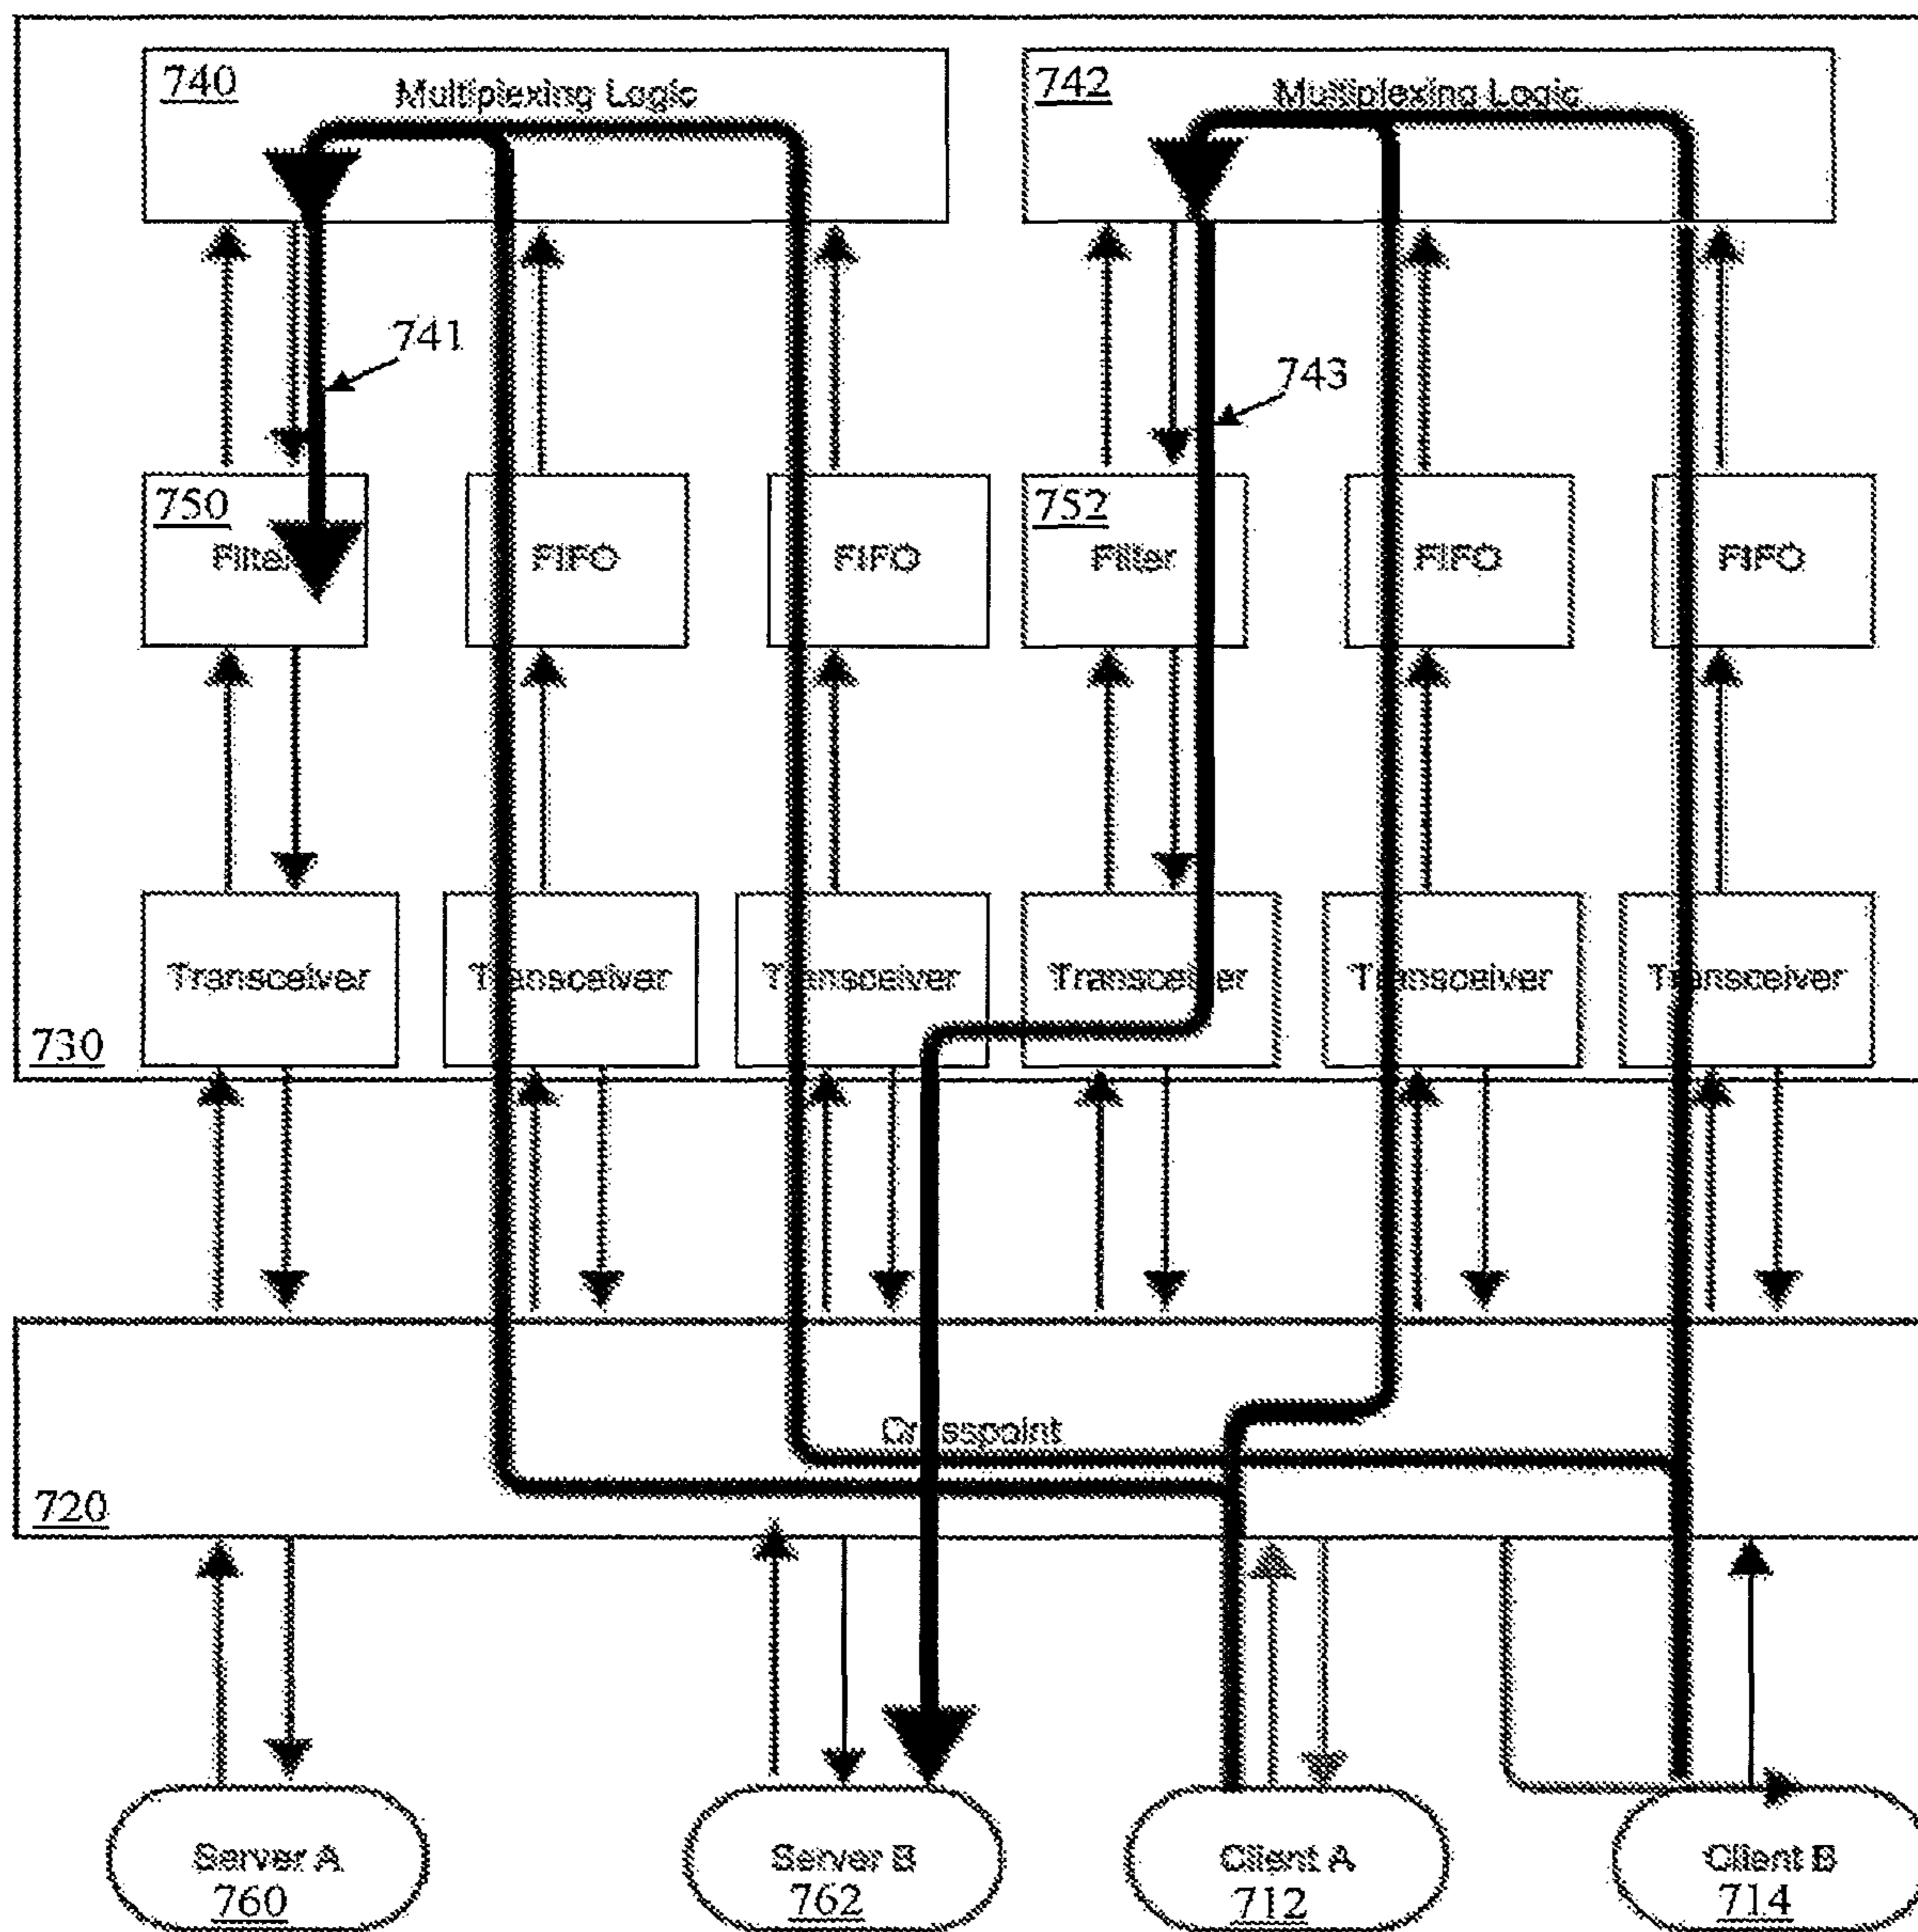 740
Multiplexing Logic
742
Multiplexing Logic
741
743
750
Filter
FIFO
FIFO
752
Filter
FIFO
FIFO
Transceiver
Transceiver
Transceiver
Transceiver
Transceiver
Transceiver
730
Crosspoint
720
Server A
760
Server B
762
Client A
712
Client B
714